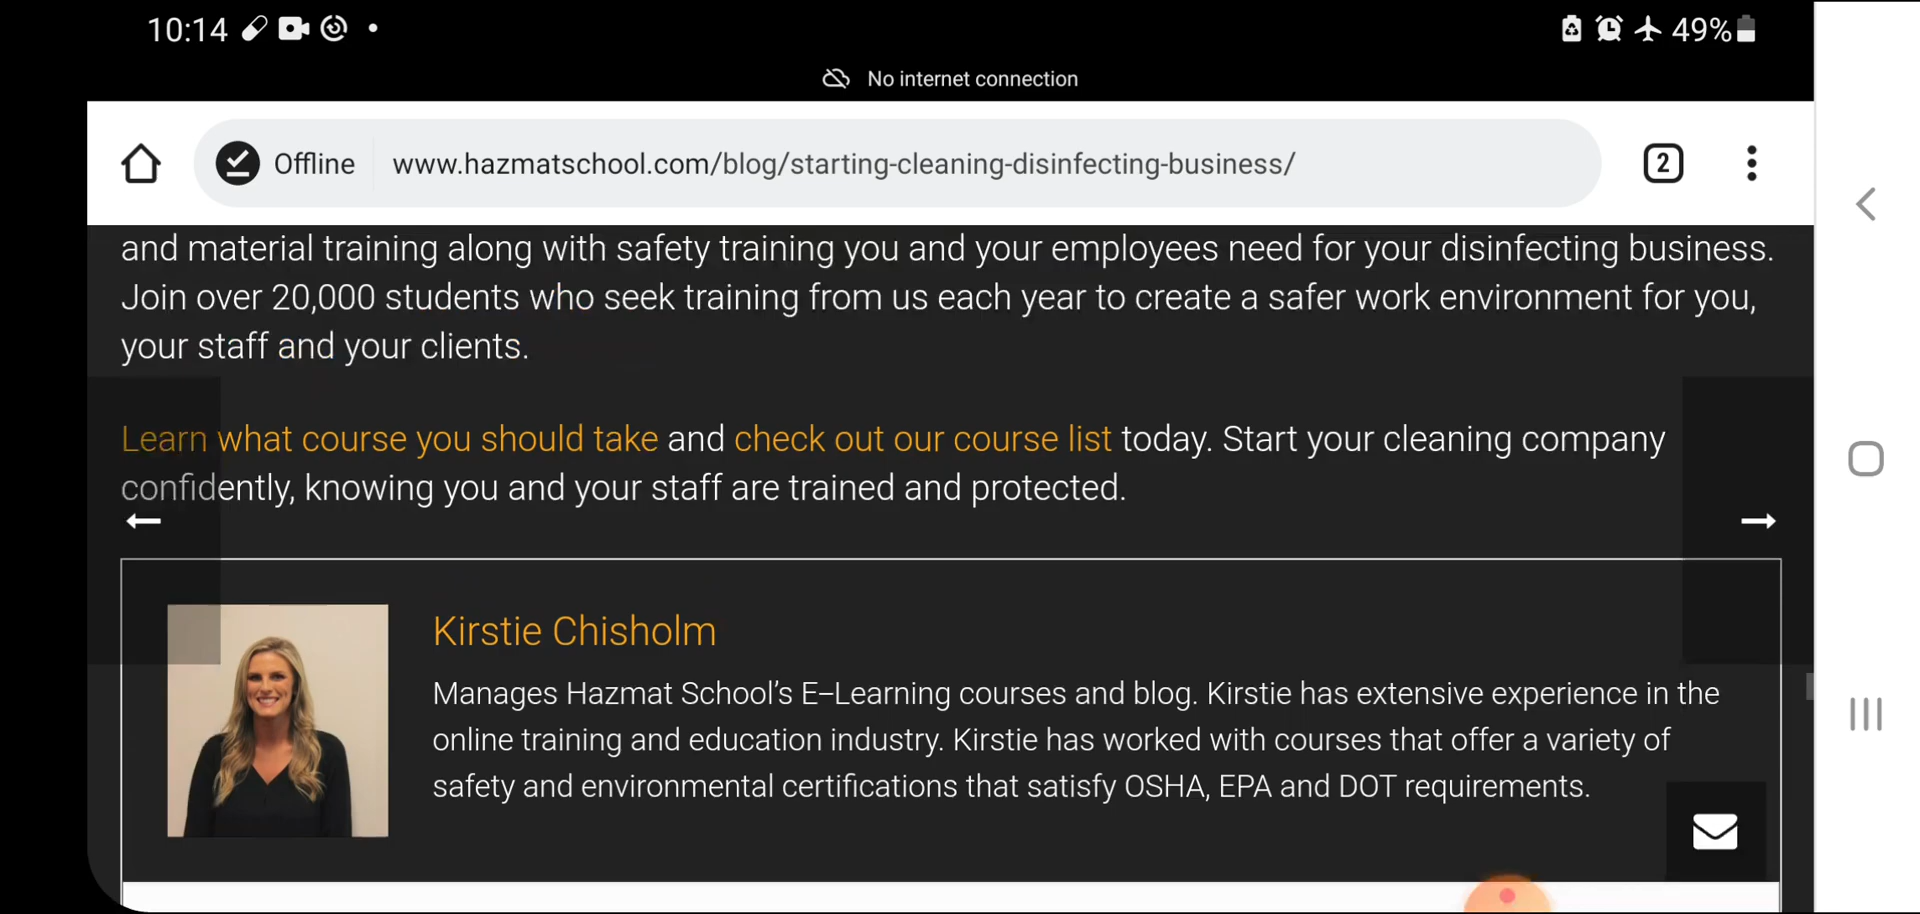 10:14
49%
No internet connection
Offline www.hazmatschool.com/blog/starting-cleaning-disinfecting-business/
2
and material training along with safety training you and your employees need for your disinfecting business.
Join over 20,000 students who seek training from us each year to create a safer work environment for you,
your staff and your clients.
Learn what course you should take and check out our course list today. Start your cleaning company
confidently, knowing you and your staff are trained and protected.
Kirstie Chisholm
Manages Hazmat School's E–Learning courses and blog. Kirstie has extensive experience in the
online training and education industry. Kirstie has worked with courses that offer a variety of
safety and environmental certifications that satisfy OSHA, EPA and DOT requirements.